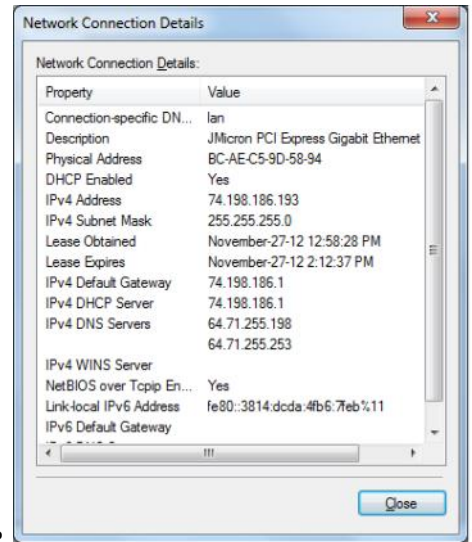 Network Connection Details
Network Connection Details:
Property Value
Connection-specific DN... lan
Description JMicron PCI Express Gigabit Ethernet
Physical Address BC-AE-C5-9D-58-94
DHCP Enabled Yes
IPv4 Address 74.198.186.193
IPv4 Subnet Mask 255.255.255.0
Lease Obtained November-27-12 12:58:28 PM
Lease Expires November-27-12 2:12:37 PM
IPv4 Default Gateway 74.198.186.1
IPv4 DHCP Server 74.198.186.1
IPv4 DNS Servers 64.71.255.198
64.71.255.253
IPv4 WINS Server
NetBIOS over Tcpip En... Yes
Link-local IPv6 Address fe80::3814:dcda:4fb6:7feb%11
IPv6 Default Gateway
Close